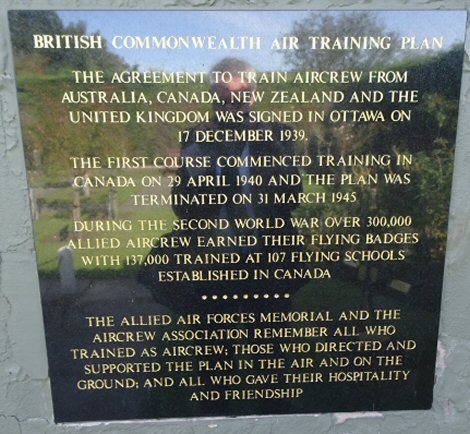 BRITISH COMMONWEALTH AIR TRAINING PLAN
THE AGREEMENT TO TRAIN AIRCREW FROM
AUSTRALIA, CANADA, NEW ZEALAND AND THE
UNITED KINGDOM WAS SIGNED IN OTTAWA ON
17 DECEMBER 1939.
THE FIRST COURSE COMMENCED TRAINING IN
CANADA ON 29 APRIL 1940 AND THE PLAN WAS
TERMINATED ON 31 MARCH 1945
DURING THE SECOND WORLD WAR OVER 300,000
ALLIED AIRCREW EARNED THEIR FLYING BADGES
WITH 137,000 TRAINED AT 107 FLYING SCHOOLS
ESTABLISHED IN CANADA
THE ALLIED AIR FORCES MEMORIAL AND THE
AIRCREW ASSOCIATION REMEMBER ALL WHO
TRAINED AS AIRCREW; THOSE WHO DIRECTED AND
SUPPORTED THE PLAN IN THE AIR AND ON THE
GROUND; AND ALL WHO GAVE THEIR HOSPITALITY
AND FRIENDSHIP